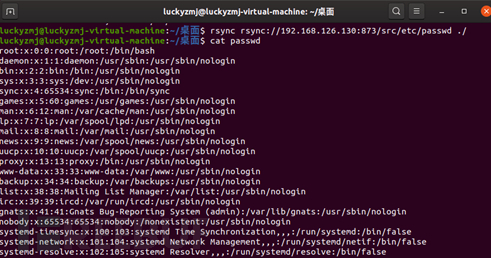 luckyzmj@luckyzmj-virtual-machine: ~/桌面
luckyzmj@luckyzmj-virtual-machine:~/桌面$ rsync rsync://192.168.126.130:873/src/etc/passwd ./
luckyzmj@luckyzmj-virtual-machine:~/桌面$ cat passwd
root:x:0:0:root:/root:/bin/bash
daemon:x:1:1:daemon:/usr/sbin:/usr/sbin/nologin
bin:x:2:2:bin:/bin:/usr/sbin/nologin
sys:x:3:3:sys:/dev:/usr/sbin/nologin
sync:x:4:65534:sync:/bin:/bin/sync
games:x:5:60:games:/usr/games:/usr/sbin/nologin
man:x:6:12:man:/var/cache/man:/usr/sbin/nologin
lp:x:7:7:lp:/var/spool/lpd:/usr/sbin/nologin
mail:x:8:8:mail:/var/mail:/usr/sbin/nologin
news:x:9:9:news:/var/spool/news:/usr/sbin/nologin
uucp:x:10:10:uucp:/var/spool/uucp:/usr/sbin/nologin
proxy:x:13:13:proxy:/bin:/usr/sbin/nologin
www-data:x:33:33:www-data:/var/www:/usr/sbin/nologin
backup:x:34:34:backup:/var/backups:/usr/sbin/nologin
list:x:38:38:Mailing List Manager:/var/list:/usr/sbin/nologin
irc:x:39:39:ircd:/var/run/ircd:/usr/sbin/nologin
gnats:x:41:41:Gnats Bug-Reporting System (admin):/var/lib/gnats:/usr/sbin/nologin
nobody:x:65534:65534:nobody:/nonexistent:/usr/sbin/nologin
systemd-timesync:x:100:103:systemd Time Synchronization,,,:/run/systemd:/bin/false
systemd-network:x:101:104:systemd Network Management,,,:/run/systemd/netif:/bin/false
systemd-resolve:x:102:105:systemd Resolver,,,:/run/systemd/resolve:/bin/false